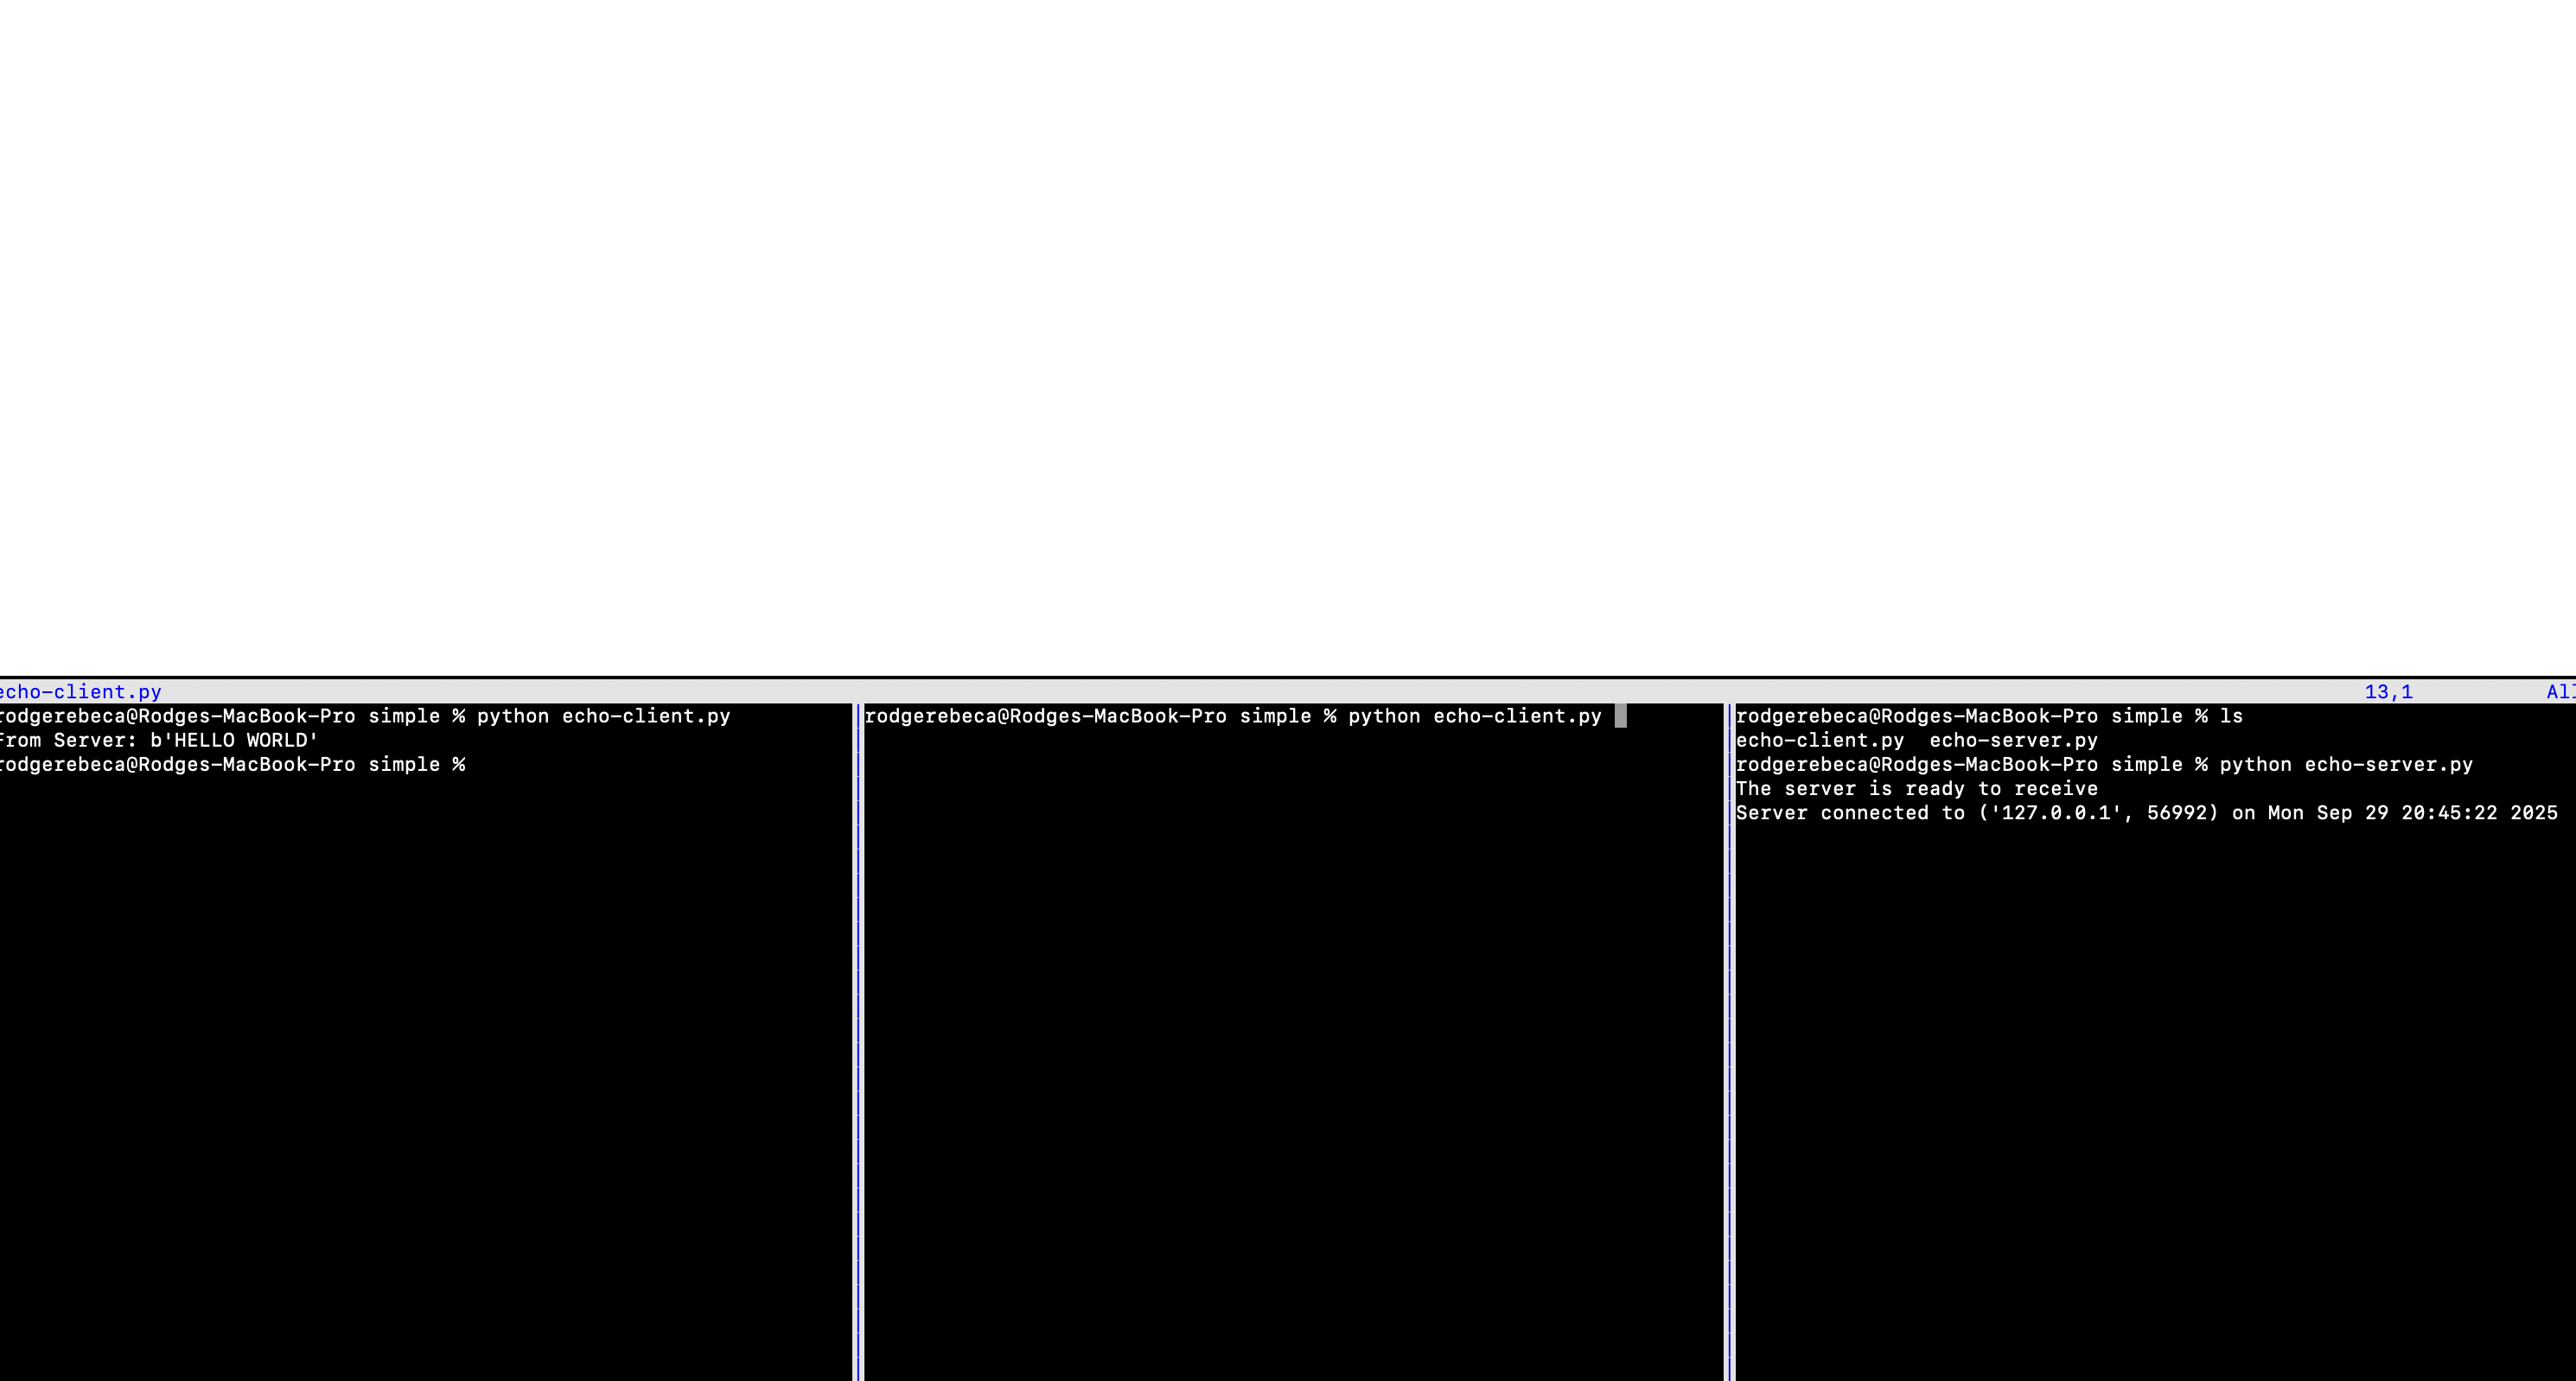 echo-client.py 13,1 All
rodgerebeca@Rodges-MacBook-Pro simple % python echo-client.py
From Server: b'HELLO WORLD'
rodgerebeca@Rodges-MacBook-Pro simple %
rodgerebeca@Rodges-MacBook-Pro simple % python echo-client.py
rodgerebeca@Rodges-MacBook-Pro simple % ls
echo-client.py  echo-server.py
rodgerebeca@Rodges-MacBook-Pro simple % python echo-server.py
The server is ready to receive
Server connected to ('127.0.0.1', 56992) on Mon Sep 29 20:45:22 2025